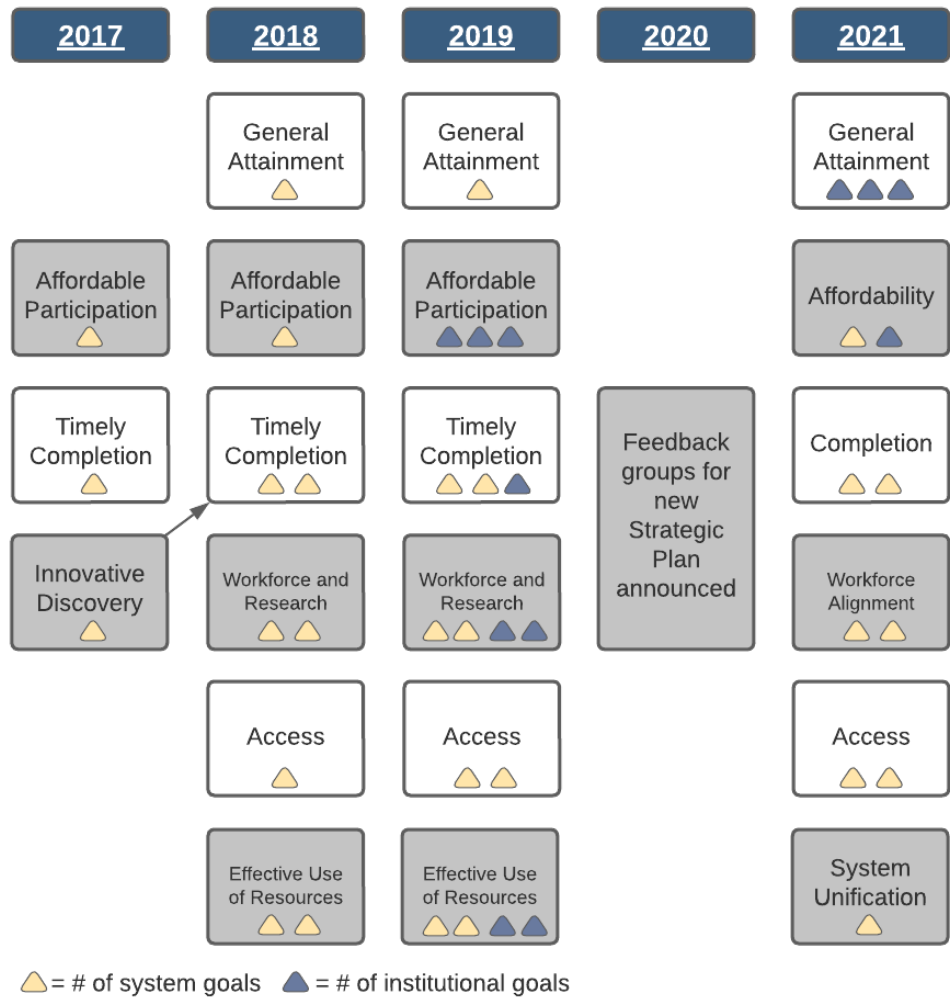 2017
2018
2019
2020
2021
General
Attainment
General
Attainment
General
Attainment
Affordable
Participation
Affordable
Participation
Affordable
Participation
Affordability
Timely
Completion
Timely
Completion
Timely
Completion
Feedback
groups for
new
Strategic
Plan
announced
Completion
Innovative
Discovery
Workforce and
Research
Workforce and
Research
Workforce
Alignment
Access
Access
Access
Effective Use
of Resources
Effective Use
of Resources
System
Unification
= # of system goals
= # of institutional goals